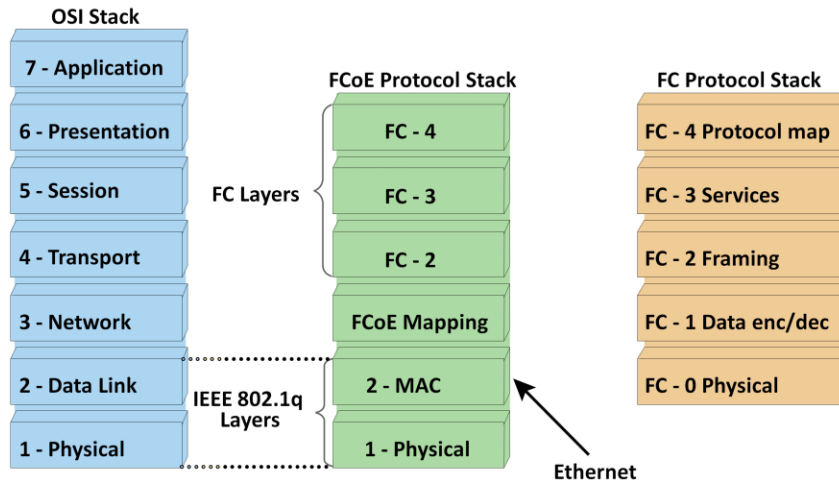 OSI Stack
7 - Application
6 - Presentation
5 - Session
4 - Transport
3 - Network
2 - Data Link
1 - Physical
FC Layers
IEEE 802.1q
Layers
FCoE Protocol Stack
FC - 4
FC - 3
FC - 2
FCoE Mapping
2 - MAC
1 - Physical
Ethernet
FC Protocol Stack
FC - 4 Protocol map
FC - 3 Services
FC - 2 Framing
FC - 1 Data enc/dec
FC - 0 Physical